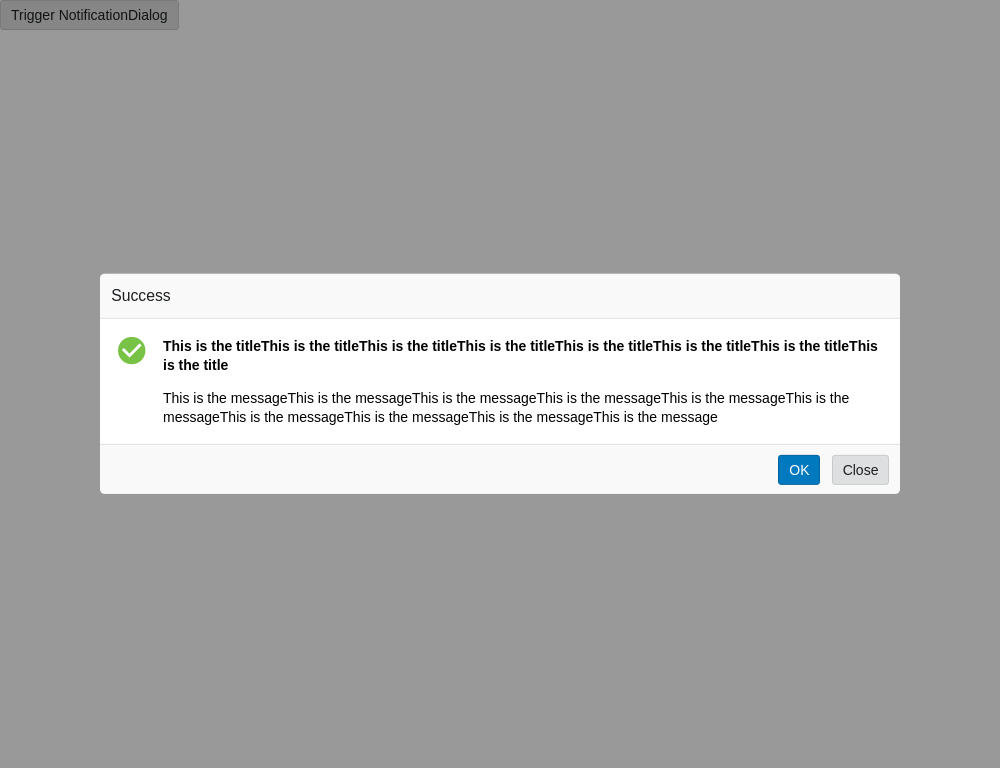 Trigger NotificationDialog
Success
This is the titleThis is the titleThis is the titleThis is the titleThis is the titleThis is the titleThis is the titleThis
is the title
This is the messageThis is the messageThis is the messageThis is the messageThis is the messageThis is the
messageThis is the messageThis is the messageThis is the messageThis is the message
OK
Close